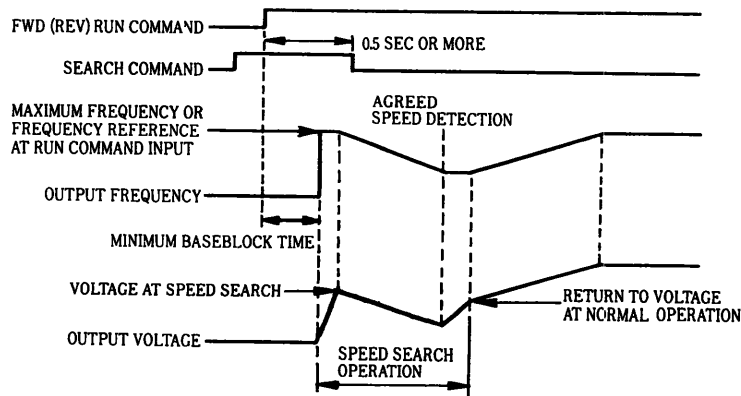 FWD (REV) RUN COMMAND
0.5 SEC OR MORE
SEARCH COMMAND
MAXIMUM FREQUENCY OR
FREQUENCY REFERENCE
AT RUN COMMAND INPUT
AGREED
SPEED DETECTION
OUTPUT FREQUENCY
MINIMUM BASEBLOCK TIME
VOLTAGE AT SPEED SEARCH
RETURN TO VOLTAGE
AT NORMAL OPERATION
OUTPUT VOLTAGE
SPEED SEARCH
OPERATION